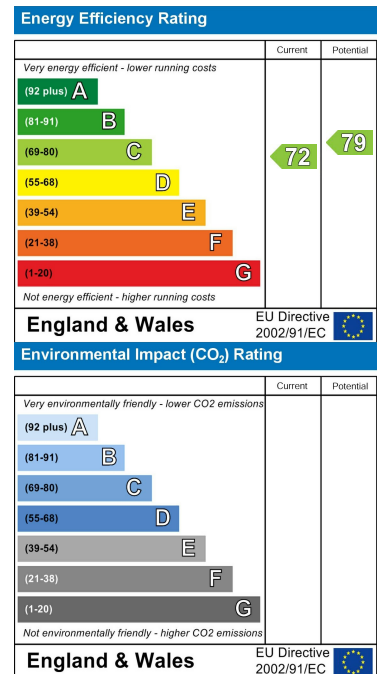 Energy Efficiency Rating
Current Potential
Very energy efficient - lower running costs
(92 plus) A
(81-91) B
(69-80) C
72 79
(55-68) D
(39-54) E
(21-38) F
(1-20) G
Not energy efficient - higher running costs
England & Wales
EU Directive
2002/91/EC
Environmental Impact (CO₂) Rating
Current Potential
Very environmentally friendly - lower CO2 emissions
(92 plus) A
(81-91) B
(69-80) C
(55-68) D
(39-54) E
(21-38) F
(1-20) G
Not environmentally friendly - higher CO2 emissions
England & Wales
EU Directive
2002/91/EC